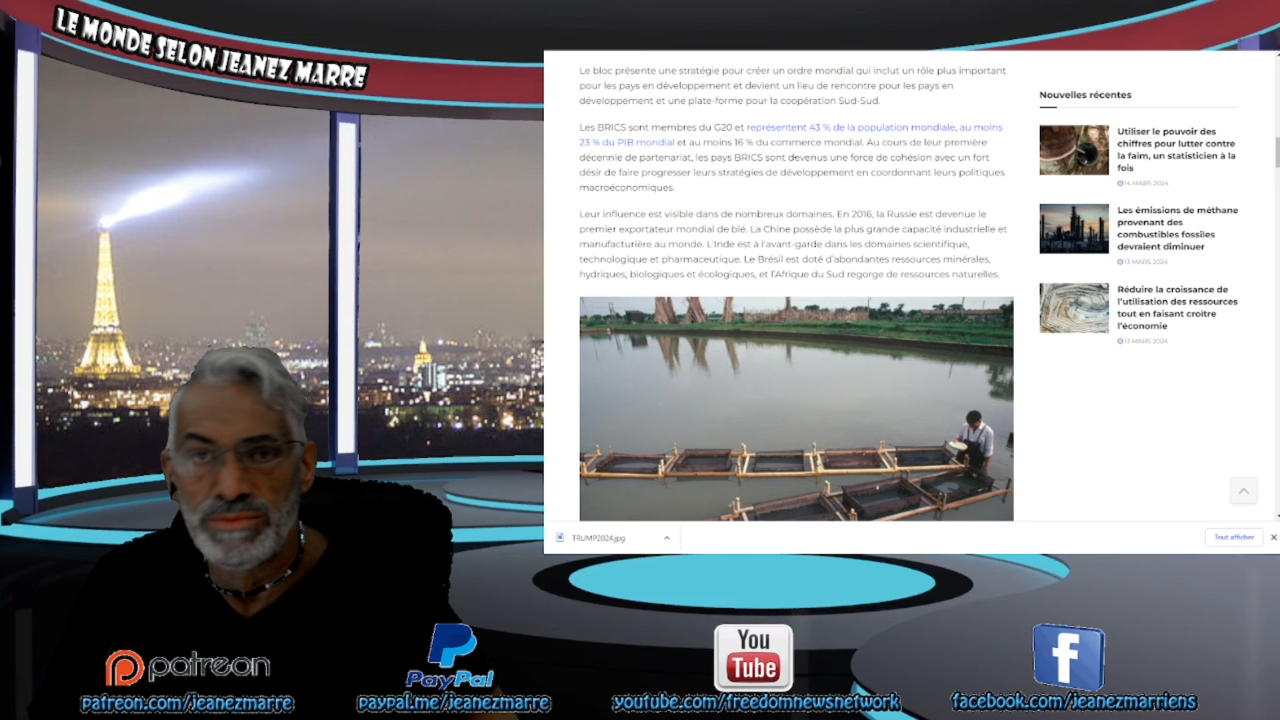 LE MONDE SELON JEANEZ MARRE
Le bloc présente une stratégie pour créer un ordre mondial qui inclut un rôle plus important
pour les pays en développement et devient un lieu de rencontre pour les pays en
développement et une plate-forme pour la coopération Sud-Sud.
Les BRICS sont membres du G20 et représentent 43 % de la population mondiale, au moins
23 % du PIB mondial et au moins 16 % du commerce mondial. Au cours de leur première
décennie de partenariat, les pays BRICS sont devenus une force de cohésion avec un fort
désir de faire progresser leurs stratégies de développement en coordonnant leurs politiques
macroéconomiques.
Leur influence est visible dans de nombreux domaines. En 2016, la Russie est devenue le
premier exportateur mondial de blé. La Chine possède la plus grande capacité industrielle et
manufacturière au monde. L'Inde est à l'avant-garde dans les domaines scientifique,
technologique et pharmaceutique. Le Brésil est doté d'abondantes ressources minérales,
hydriques, biologiques et écologiques, et l'Afrique du Sud regorge de ressources naturelles.
Nouvelles récentes
Utiliser le pouvoir des
chiffres pour lutter contre
la faim, un statisticien à la
fois
14 MARS 2024
Les émissions de méthane
provenant des
combustibles fossiles
devraient diminuer
13 MARS 2024
Réduire la croissance de
l'utilisation des ressources
tout en faisant croître
l'économie
13 MARS 2024
TRUMP2024.jpg
Tout afficher
patreon
patreon.com/jeanezmarre
PayPal
paypal.me/jeanezmarre
You
Tube
youtube.com/freedomnewsnetwork
f
facebook.com/jeanezmarriens